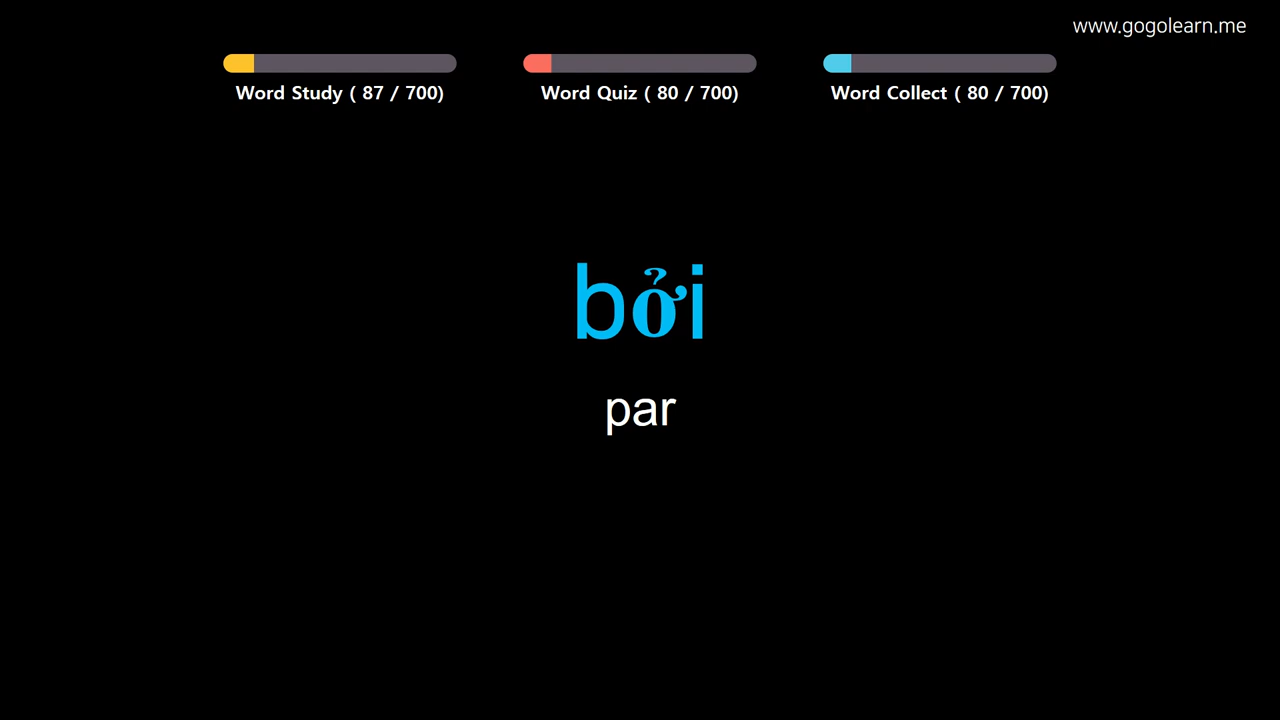 www.gogolearn.me
Word Study ( 87 / 700)
Word Quiz ( 80 / 700)
Word Collect ( 80 / 700)
bởi
par